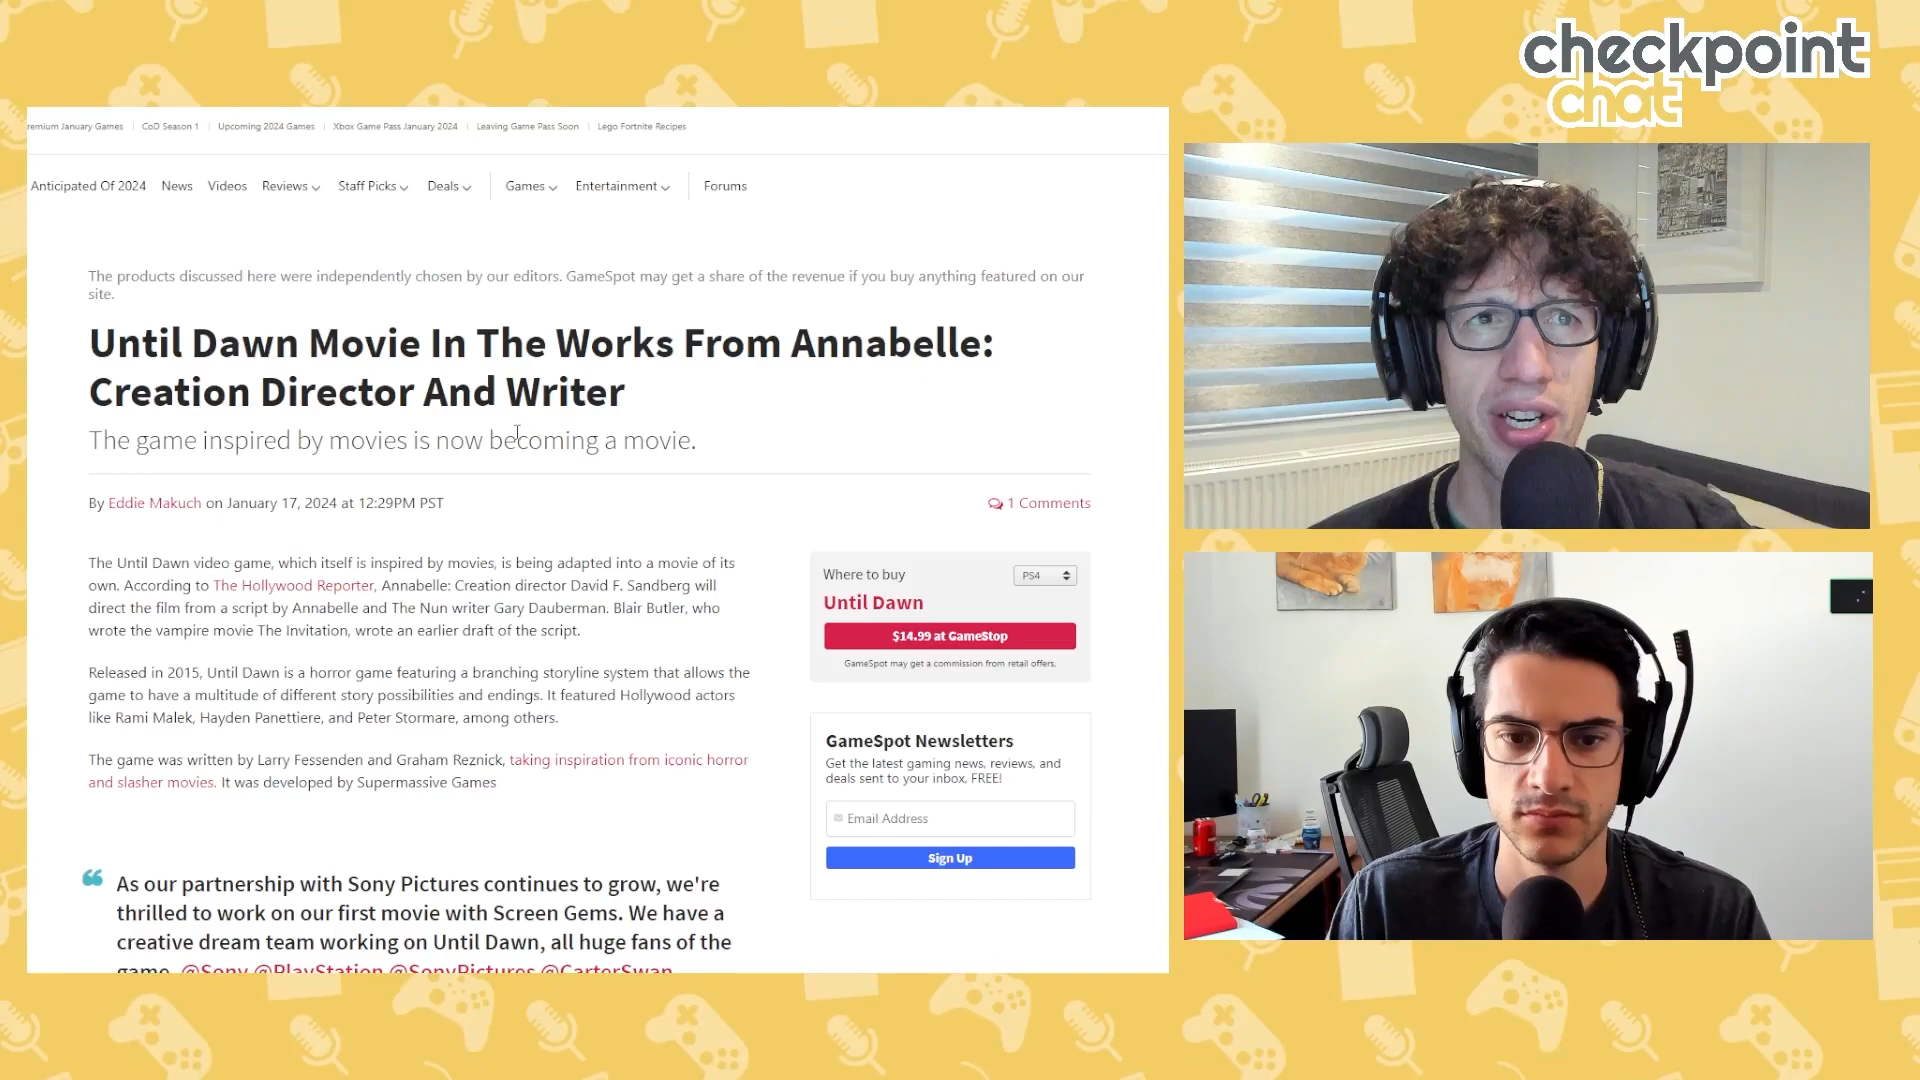 checkpoint
chat
remium January Games
CoD Season 1
Upcoming 2024 Games
Xbox Game Pass January 2024
Leaving Game Pass Soon
Lego Fortnite Recipes
Anticipated Of 2024
News
Videos
Reviews
Staff Picks
Deals
Games
Entertainment
Forums
The products discussed here were independently chosen by our editors. GameSpot may get a share of the revenue if you buy anything featured on our
site.
Until Dawn Movie In The Works From Annabelle:
Creation Director And Writer
The game inspired by movies is now becoming a movie.
By Eddie Makuch on January 17, 2024 at 12:29PM PST
1 Comments
The Until Dawn video game, which itself is inspired by movies, is being adapted into a movie of its
own. According to The Hollywood Reporter, Annabelle: Creation director David F. Sandberg will
direct the film from a script by Annabelle and The Nun writer Gary Dauberman. Blair Butler, who
wrote the vampire movie The Invitation, wrote an earlier draft of the script.
Released in 2015, Until Dawn is a horror game featuring a branching storyline system that allows the
game to have a multitude of different story possibilities and endings. It featured Hollywood actors
like Rami Malek, Hayden Panettiere, and Peter Stormare, among others.
The game was written by Larry Fessenden and Graham Reznick, taking inspiration from iconic horror
and slasher movies. It was developed by Supermassive Games
As our partnership with Sony Pictures continues to grow, we're
thrilled to work on our first movie with Screen Gems. We have a
creative dream team working on Until Dawn, all huge fans of the
game. @Sony @PlayStation @SonyPictures @CarterSwan
Where to buy
PS4
Until Dawn
$14.99 at GameStop
GameSpot may get a commission from retail offers.
GameSpot Newsletters
Get the latest gaming news, reviews, and
deals sent to your inbox, FREE!
Email Address
Sign Up